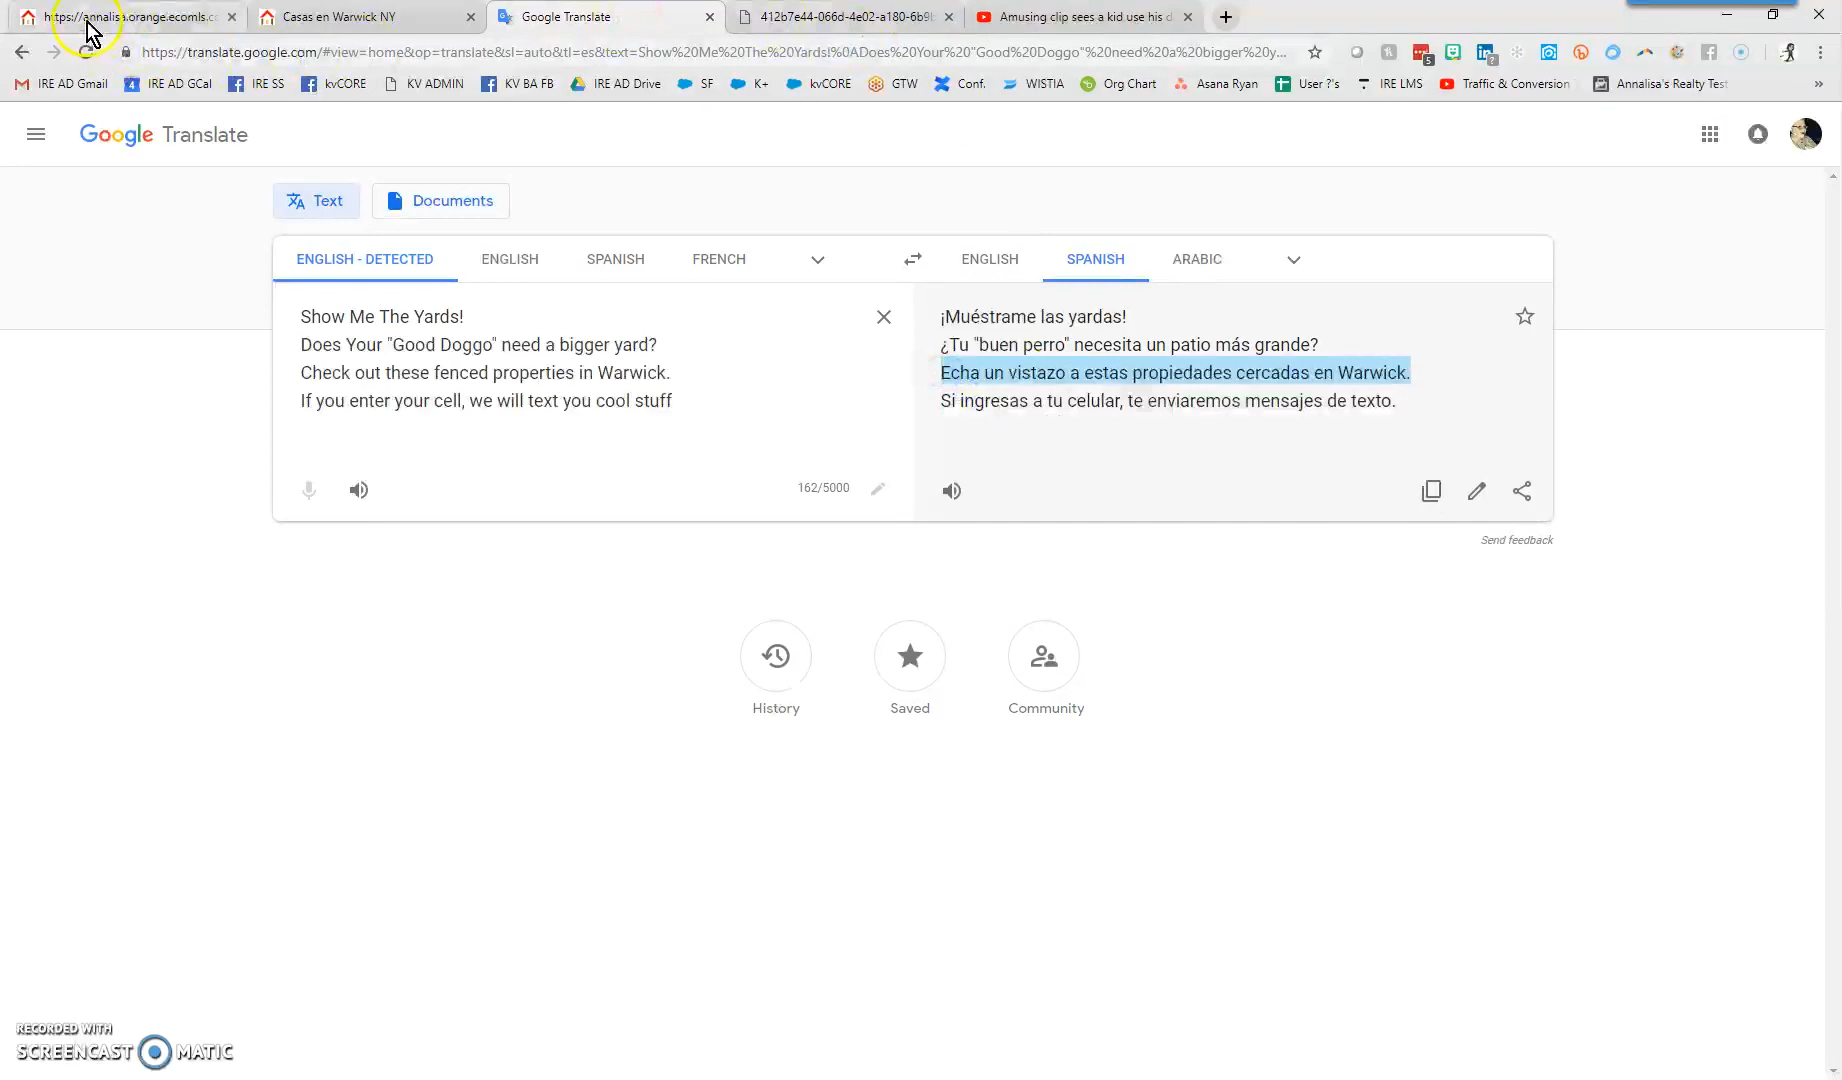 https://annalisa.orange.ecomls.c
Casas en Warwick NY
Google Translate
412b7e44-066d-4e02-a180-6b9b
Amusing clip sees a kid use his d
https://translate.google.com/#view=home&op=translate&sl=auto&tl=es&text=Show%20Me%20The%20Yards!%0ADoes%20Your%20"Good%20Doggo"%20need%20a%20bigger%20y...
IRE AD Gmail
IRE AD GCal
IRE SS
kvCORE
KV ADMIN
KV BA FB
IRE AD Drive
SF
K+
kvCORE
GTW
Conf.
WISTIA
Org Chart
Asana Ryan
User ?'s
IRE LMS
Traffic & Conversion
Annalisa's Realty Test
Google Translate
Text
Documents
ENGLISH - DETECTED
ENGLISH
SPANISH
FRENCH
ENGLISH
SPANISH
ARABIC
Show Me The Yards!
Does Your "Good Doggo" need a bigger yard?
Check out these fenced properties in Warwick.
If you enter your cell, we will text you cool stuff
¡Muéstrame las yardas!
¿Tu "buen perro" necesita un patio más grande?
Echa un vistazo a estas propiedades cercadas en Warwick.
Si ingresas a tu celular, te enviaremos mensajes de texto.
162/5000
Send feedback
History
Saved
Community
RECORDED WITH
SCREENCAST MATIC